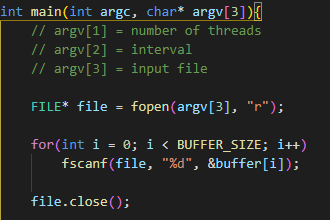 int main(int argc, char* argv[3]){
// argv[1] = number of threads
// argv[2] = interval
// argv[3] = input file
FILE* file = fopen(argv[3], "r");
for(int i = 0; i < BUFFER_SIZE; i++)
fscanf(file, "%d", &buffer[i]);
file.close();